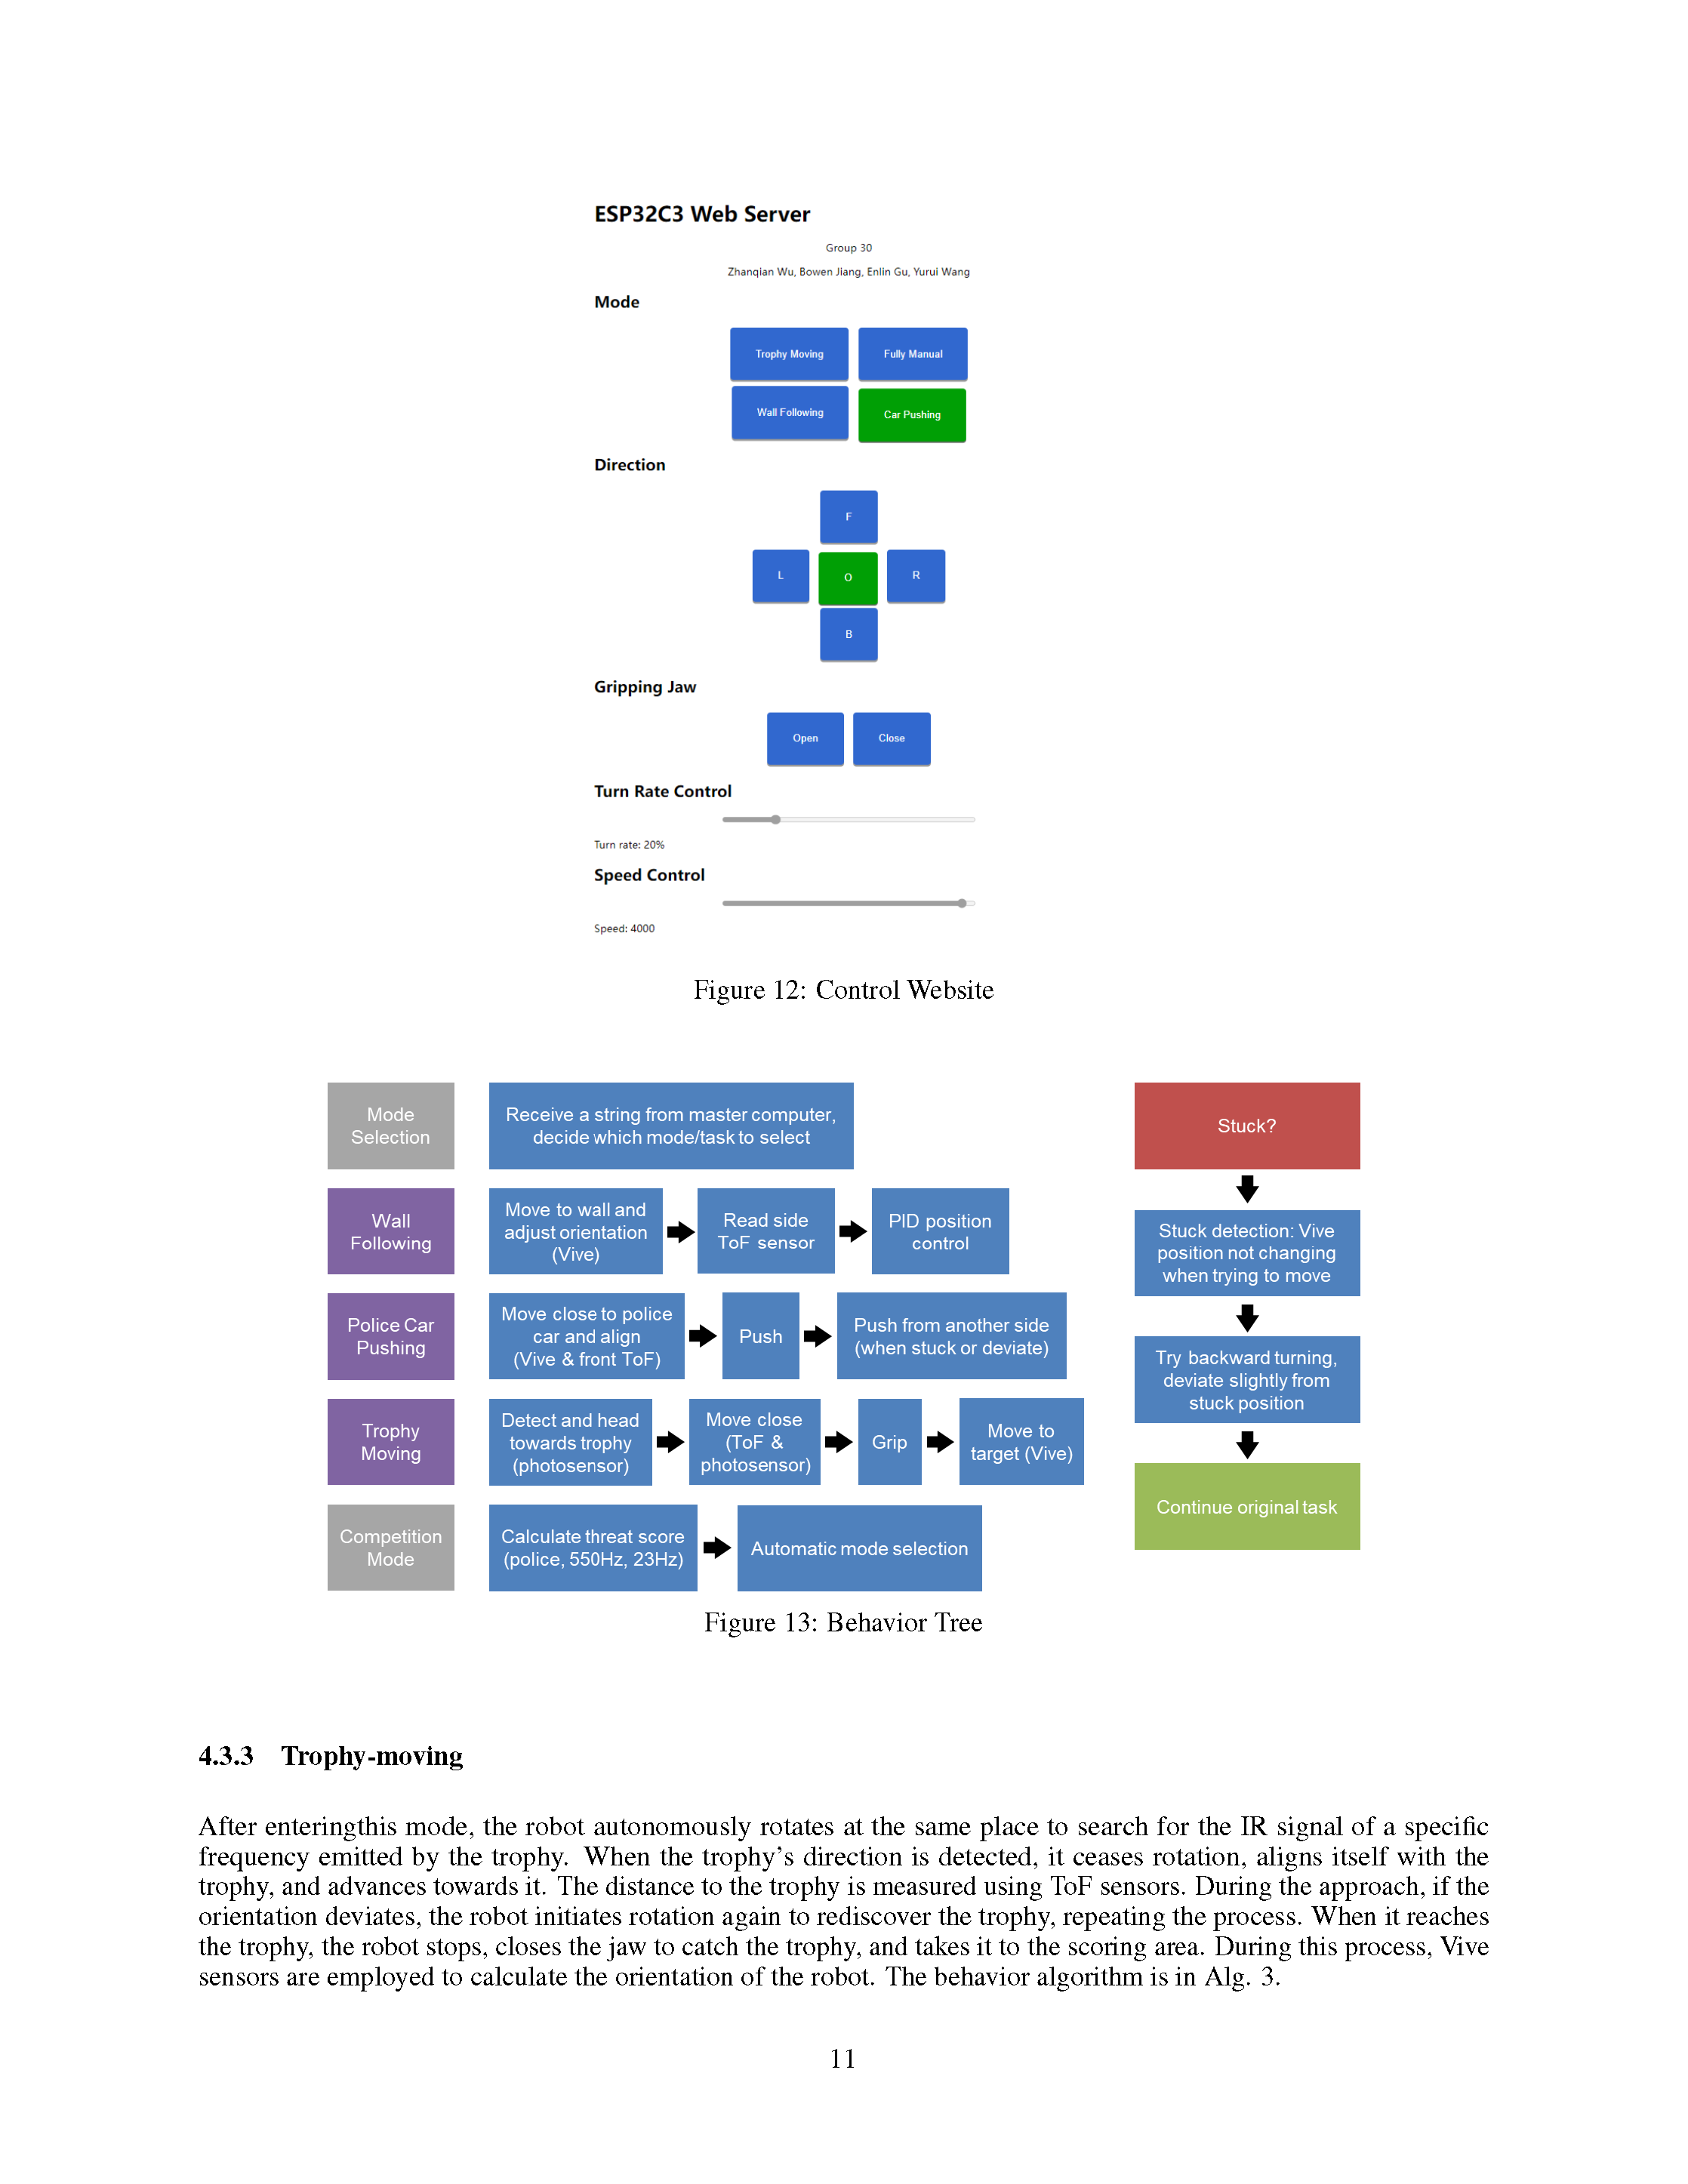 ESP32C3 Web Server
Group 30
Zhanqian Wu, Bowen Jiang, Enlin Gu, Yurui Wang
Mode
Trophy Moving
Fully Manual
Wall Following
Car Pushing
Direction
F
L
O
R
B
Gripping Jaw
Open
Close
Turn Rate Control
Turn rate: 20%
Speed Control
Speed: 4000
Figure 12: Control Website
Mode
Selection
Receive a string from master computer,
decide which mode/task to select
Wall
Following
Move to wall and
adjust orientation
(Vive)
Read side
ToF sensor
PID position
control
Police Car
Pushing
Move close to police
car and align
(Vive & front ToF)
Push
Push from another side
(when stuck or deviate)
Trophy
Moving
Detect and head
towards trophy
(photosensor)
Move close
(ToF &
photosensor)
Grip
Move to
target (Vive)
Competition
Mode
Calculate threat score
(police, 550Hz, 23Hz)
Automatic mode selection
Stuck?
Stuck detection: Vive
position not changing
when trying to move
Try backward turning,
deviate slightly from
stuck position
Continue original task
Figure 13: Behavior Tree
4.3.3 Trophy-moving
After enteringthis mode, the robot autonomously rotates at the same place to search for the IR signal of a specific
frequency emitted by the trophy. When the trophy's direction is detected, it ceases rotation, aligns itself with the
trophy, and advances towards it. The distance to the trophy is measured using ToF sensors. During the approach, if the
orientation deviates, the robot initiates rotation again to rediscover the trophy, repeating the process. When it reaches
the trophy, the robot stops, closes the jaw to catch the trophy, and takes it to the scoring area. During this process, Vive
sensors are employed to calculate the orientation of the robot. The behavior algorithm is in Alg. 3.
11